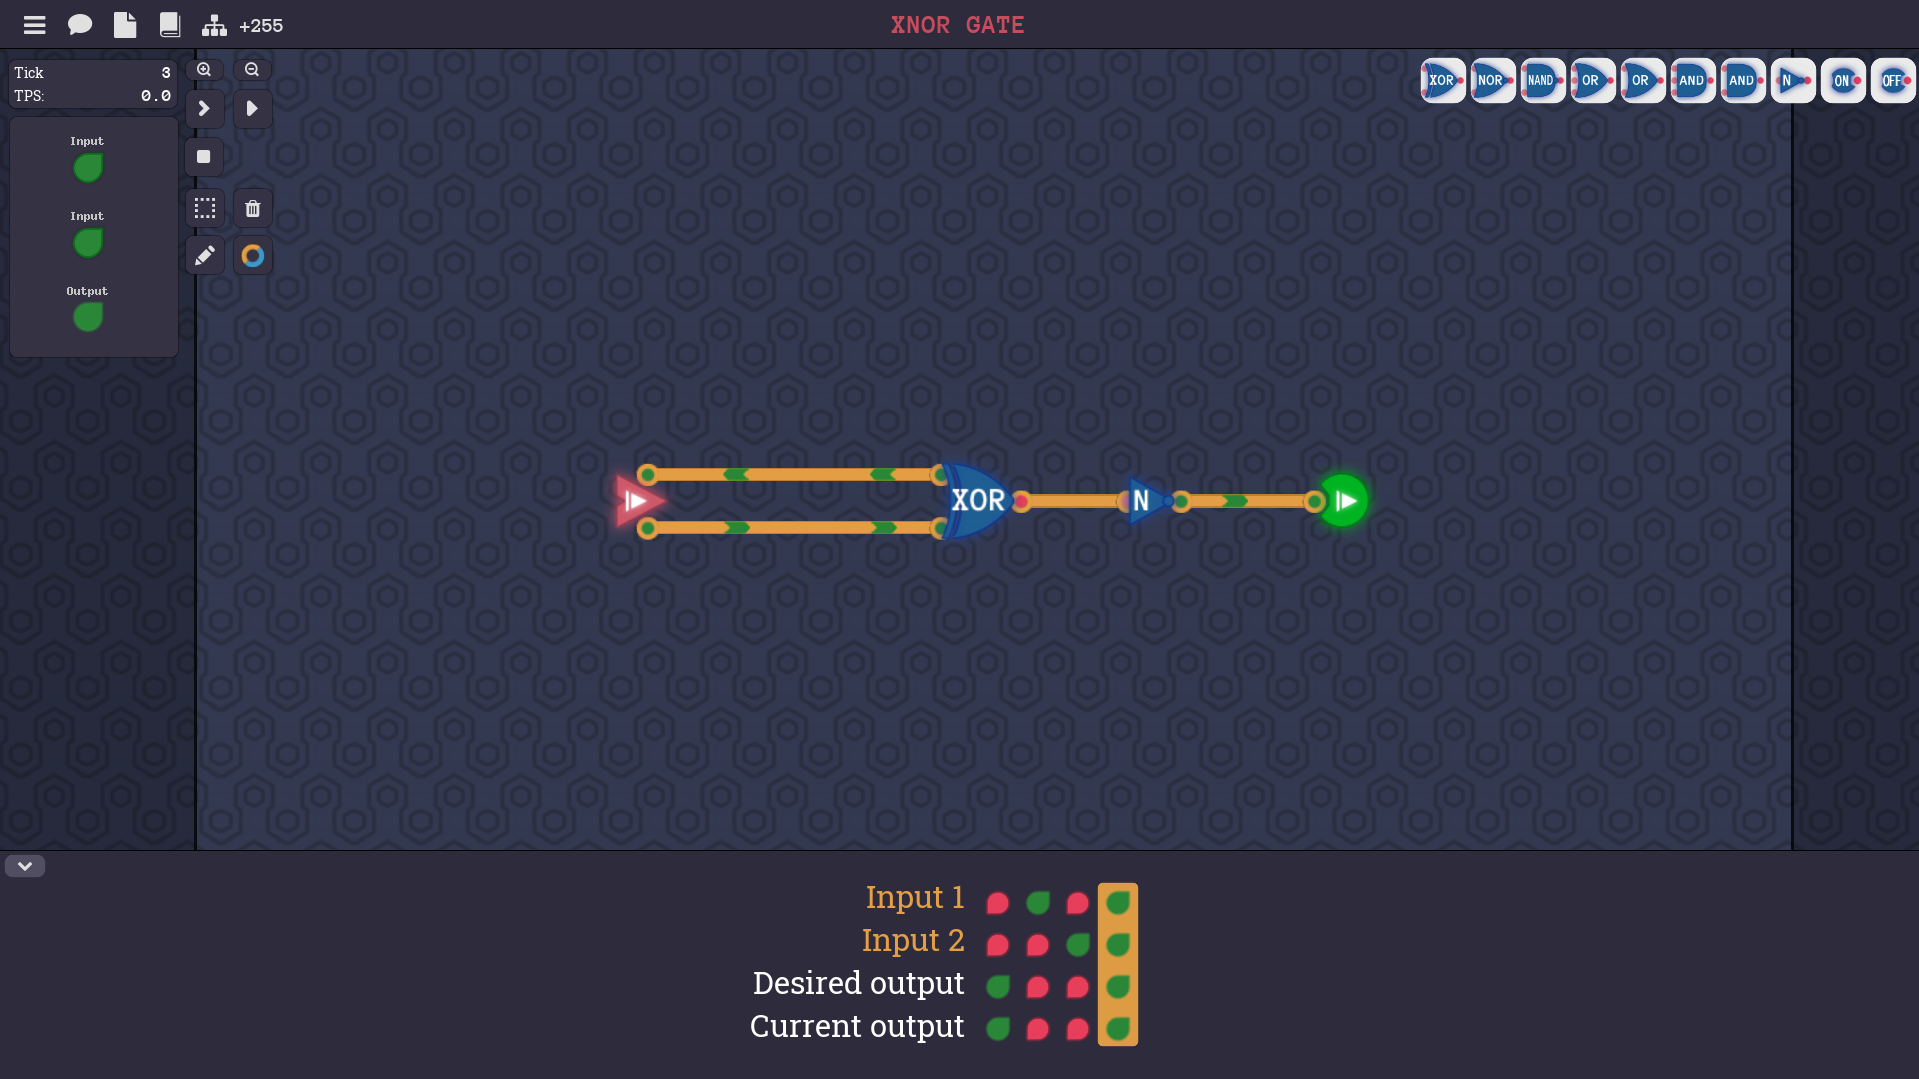 +255
XNOR GATE
Tick 3
TPS: 0.0
XOR NOR NAND OR OR AND AND N ON OFF
Input
Input
Output
XOR N
Input 1
Input 2
Desired output
Current output